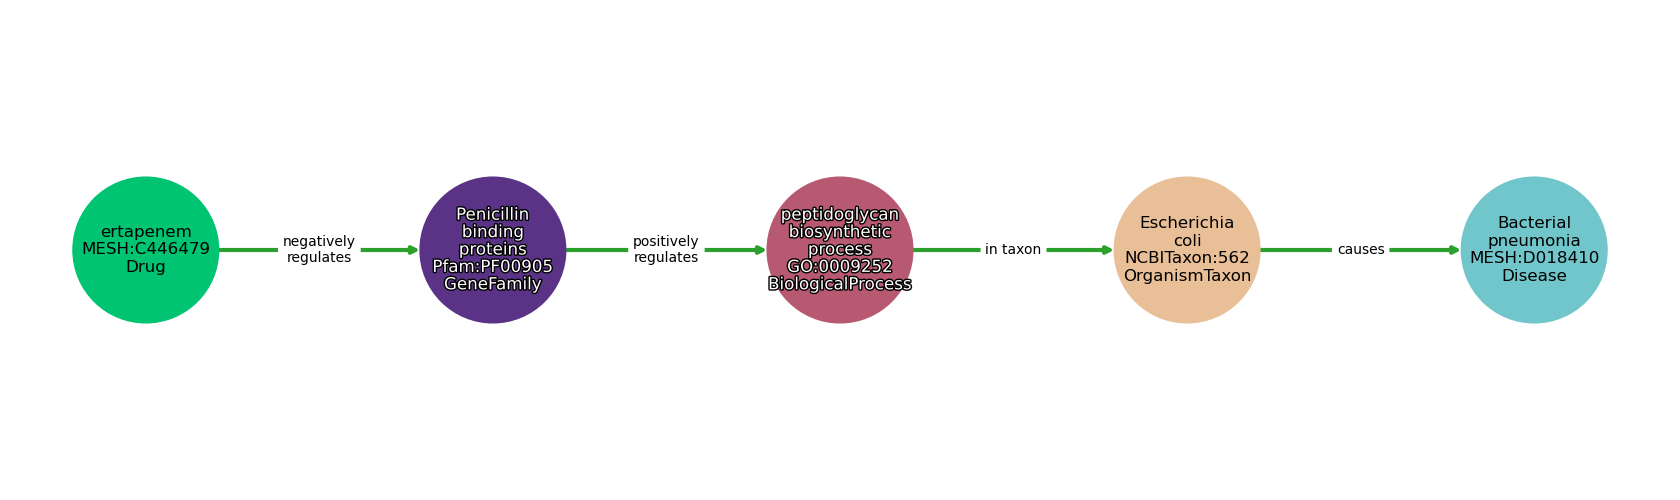 ertapenem
MESH:C446479
Drug
negatively
regulates
Penicillin
binding
proteins
Pfam:PF00905
GeneFamily
positively
regulates
peptidoglycan
biosynthetic
process
GO:0009252
BiologicalProcess
in taxon
Escherichia
coli
NCBITaxon:562
OrganismTaxon
causes
Bacterial
pneumonia
MESH:D018410
Disease